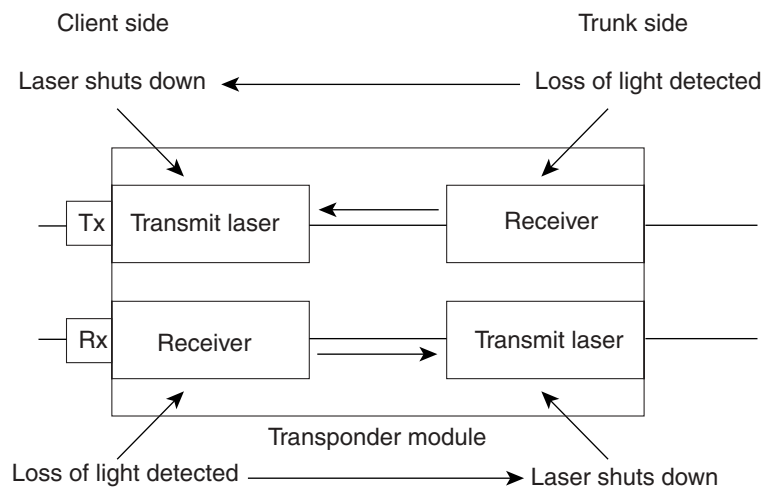 Client side
Trunk side
Laser shuts down
Loss of light detected
Tx
Transmit laser
Receiver
Rx
Receiver
Transmit laser
Transponder module
Loss of light detected
Laser shuts down